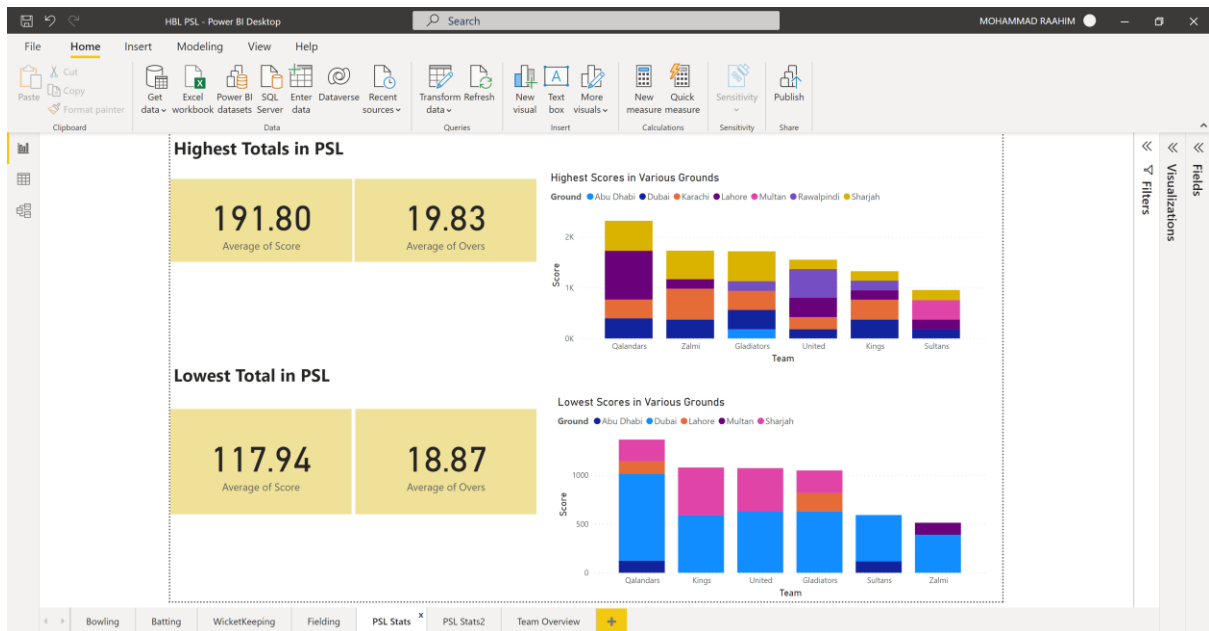 HBL PSL - Power BI Desktop
Search
MOHAMMAD RAAHIM
File Home Insert Modeling View Help
Paste
Cut
Copy
Format painter
Clipboard
Get data
Excel workbook
Power BI datasets
SQL Server
Enter data
Dataverse
Recent sources
Data
Transform data
Refresh
Queries
New visual
Text box
More visuals
Insert
New measure
Quick measure
Calculations
Sensitivity
Sensitivity
Publish
Share
Highest Totals in PSL
191.80
Average of Score
19.83
Average of Overs
Highest Scores in Various Grounds
Ground Abu Dhabi Dubai Karachi Lahore Multan Rawalpindi Sharjah
Score
2K
1K
0K
Qalandars Zalmi Gladiators United Kings Sultans
Team
Lowest Total in PSL
117.94
Average of Score
18.87
Average of Overs
Lowest Scores in Various Grounds
Ground Abu Dhabi Dubai Lahore Multan Sharjah
Score
1000
500
0
Qalandars Kings United Gladiators Sultans Zalmi
Team
Filters
Visualizations
Fields
Bowling Batting WicketKeeping Fielding PSL Stats x PSL Stats2 Team Overview +